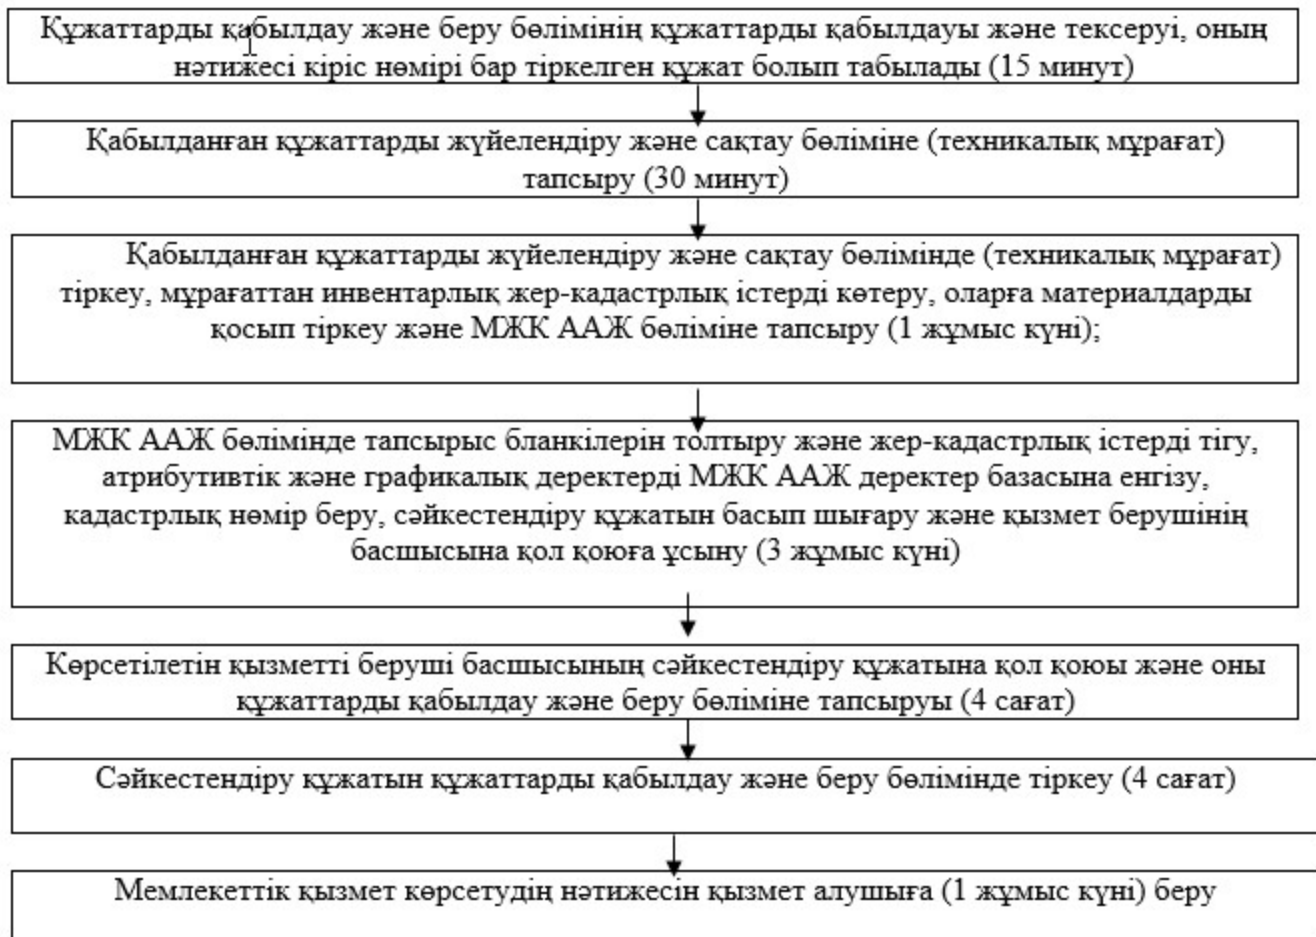 Құжаттарды қабылдау және беру бөлімінің құжаттарды қабылдауы және тексеруі, оның
нәтижесі кіріс нөмірі бар тіркелген құжат болып табылады (15 минут)
Қабылданған құжаттарды жүйелендіру және сақтау бөліміне (техникалық мұрағат)
тапсыру (30 минут)
Қабылданған құжаттарды жүйелендіру және сақтау бөлімінде (техникалық мұрағат)
тіркеу, мұрағаттан инвентарлық жер-кадастрлық істерді көтеру, оларға материалдарды
қосып тіркеу және МЖК ААЖ бөліміне тапсыру (1 жұмыс күні);
МЖК ААЖ бөлімінде тапсырыс бланкілерін толтыру және жер-кадастрлық істерді тігу,
атрибутивтік және графикалық деректерді МЖК ААЖ деректер базасына енгізу,
кадастрлық нөмір беру, сәйкестендіру құжатын басып шығару және қызмет берушінің
басшысына қол қоюға ұсыну (3 жұмыс күні)
Көрсетілетін қызметті беруші басшысының сәйкестендіру құжатына қол қоюы және оны
құжаттарды қабылдау және беру бөліміне тапсыруы (4 сағат)
Сәйкестендіру құжатын құжаттарды қабылдау және беру бөлімінде тіркеу (4 сағат)
Мемлекеттік қызмет көрсетудің нәтижесін қызмет алушыға (1 жұмыс күні) беру